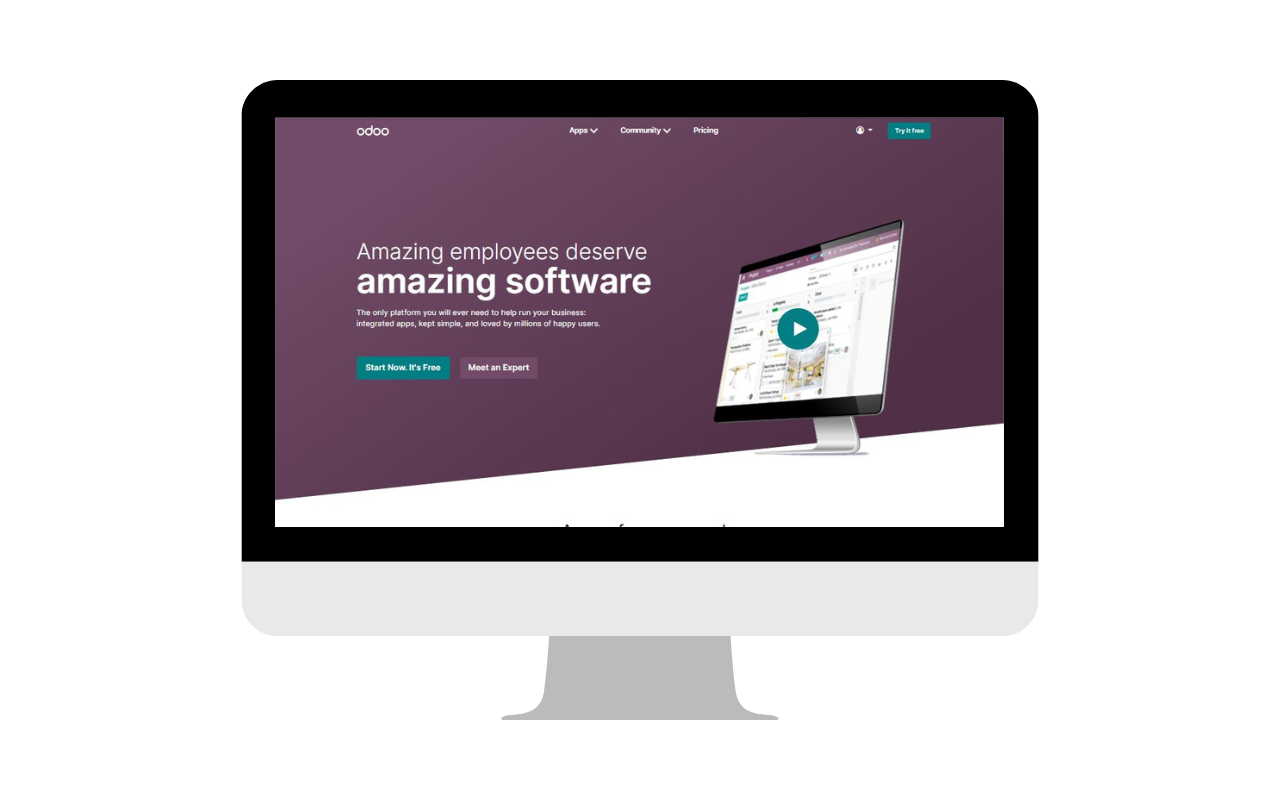 odoo
Apps
Community
Pricing
Try it free
Amazing employees deserve
amazing software
The only platform you will ever need to help run your business:
integrated apps, kept simple, and loved by millions of happy users.
Start Now. It's Free
Meet an Expert